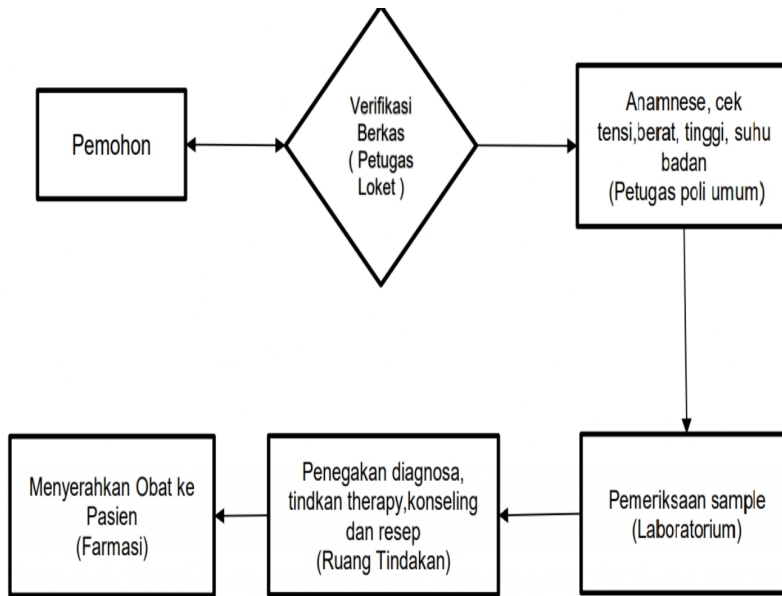 Pemohon
Verifikasi
Berkas
( Petugas
Loket )
Anamnese, cek
tensi,berat, tinggi, suhu
badan
(Petugas poli umum)
Pemeriksaan sample
(Laboratorium)
Penegakan diagnosa,
tindkan therapy,konseling
dan resep
(Ruang Tindakan)
Menyerahkan Obat ke
Pasien
(Farmasi)